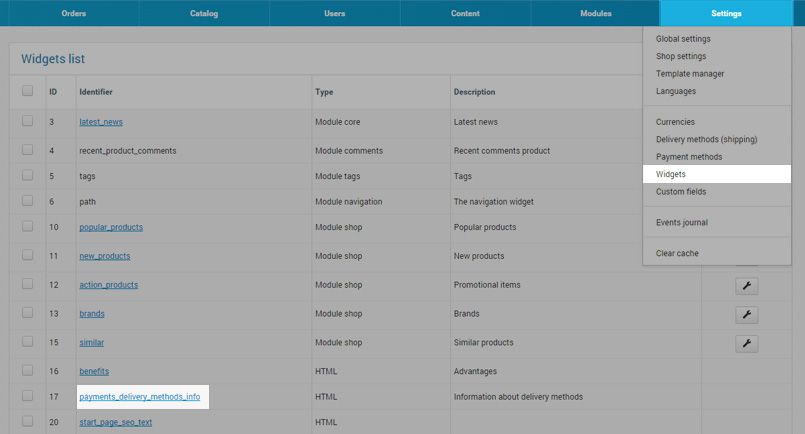 Orders Catalog Users Content Modules Settings
Widgets list
ID Identifier Type Description
3 latest_news Module core Latest news
4 recent_product_comments Module comments Recent comments product
5 tags Module tags Tags
6 path Module navigation The navigation widget
10 popular_products Module shop Popular products
11 new_products Module shop New products
12 action_products Module shop Promotional items
13 brands Module shop Brands
15 similar Module shop Similar products
16 benefits HTML Advantages
17 payments_delivery_methods_info HTML Information about delivery methods
20 start_page_seo_text HTML
Global settings
Shop settings
Template manager
Languages
Currencies
Delivery methods (shipping)
Payment methods
Widgets
Custom fields
Events journal
Clear cache